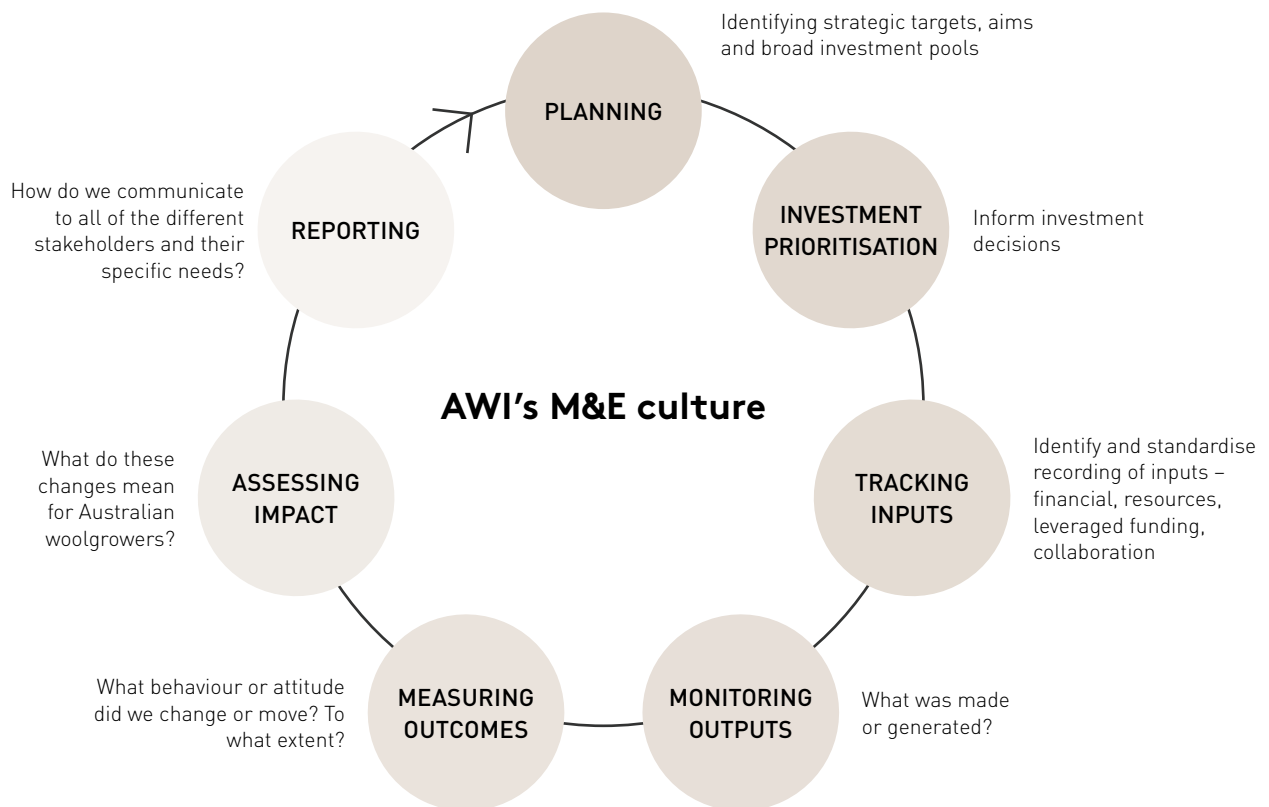 Identifying strategic targets, aims
and broad investment pools
PLANNING
INVESTMENT
PRIORITISATION
Inform investment
decisions
TRACKING
INPUTS
Identify and standardise
recording of inputs –
financial, resources,
leveraged funding,
collaboration
MONITORING
OUTPUTS
What was made
or generated?
MEASURING
OUTCOMES
What behaviour or attitude
did we change or move? To
what extent?
ASSESSING
IMPACT
What do these
changes mean
for Australian
woolgrowers?
REPORTING
How do we communicate
to all of the different
stakeholders and their
specific needs?
AWI's M&E culture